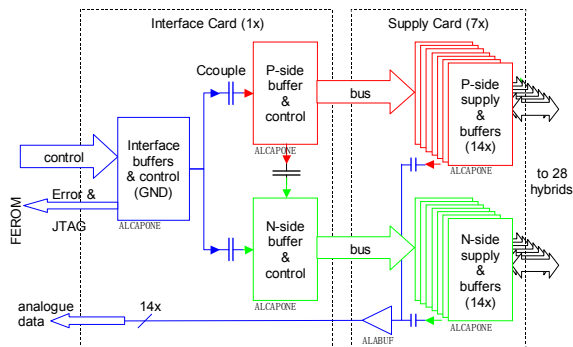 Interface Card (1x)
Supply Card (7x)
Ccouple
P-side
buffer
&
control
ALCAPONE
bus
P-side
supply
&
buffers
(14x)
ALCAPONE
control
Interface
buffers
& control
(GND)
ALCAPONE
Error &
JTAG
FEROM
to 28
hybrids
N-side
buffer
&
control
ALCAPONE
bus
N-side
supply
&
buffers
(14x)
ALCAPONE
analogue
data
14x
ALABUF